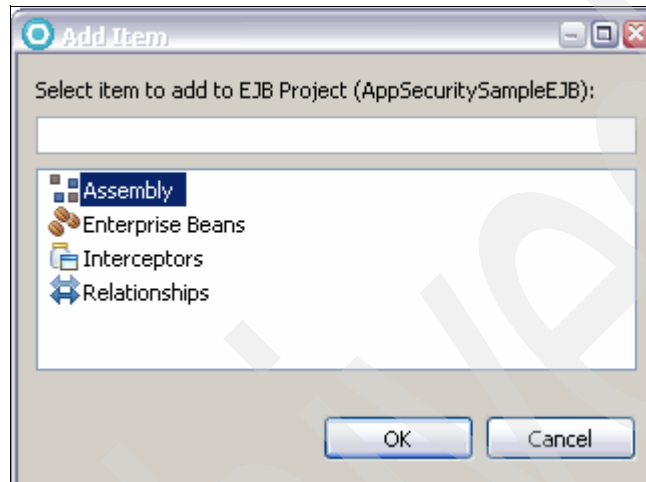 Add Item
Select item to add to EJB Project (AppSecuritySampleEJB):
Assembly
Enterprise Beans
Interceptors
Relationships
OK
Cancel